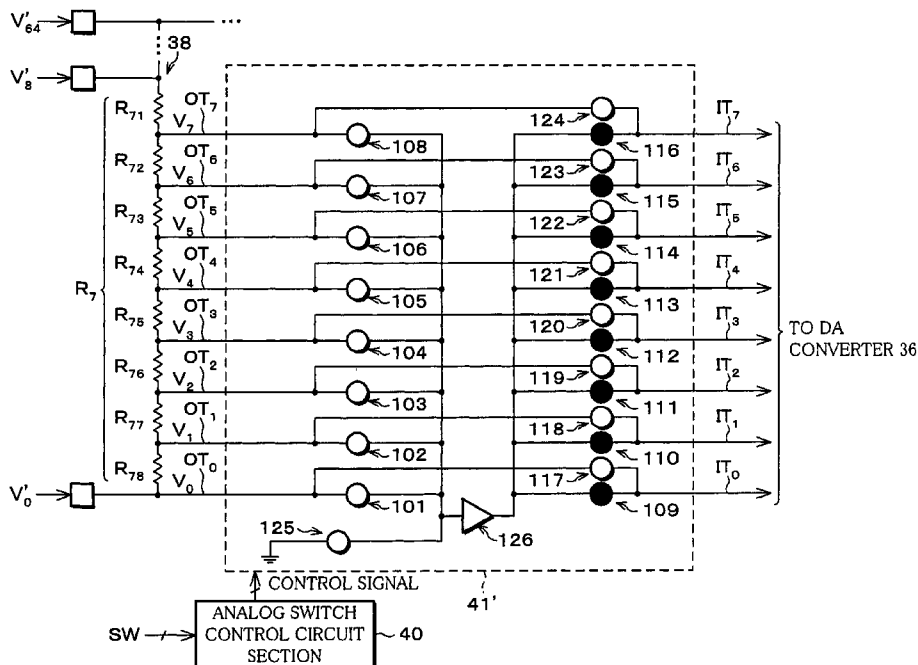 V'64
...
38
V'8
R71 OT7 V7 108 124 116 IT7
R72 OT6 V6 107 123 115 IT6
R73 OT5 V5 106 122 114 IT5
R74 OT4 V4 105 121 113 IT4
R7
R75 OT3 V3 104 120 112 IT3
TO DA
CONVERTER 36
R76 OT2 V2 103 119 111 IT2
R77 OT1 V1 102 118 110 IT1
R78 OT0 V0 101 117 109 IT0
V'0
125
126
CONTROL SIGNAL
41'
SW
ANALOG SWITCH
CONTROL CIRCUIT
SECTION
40